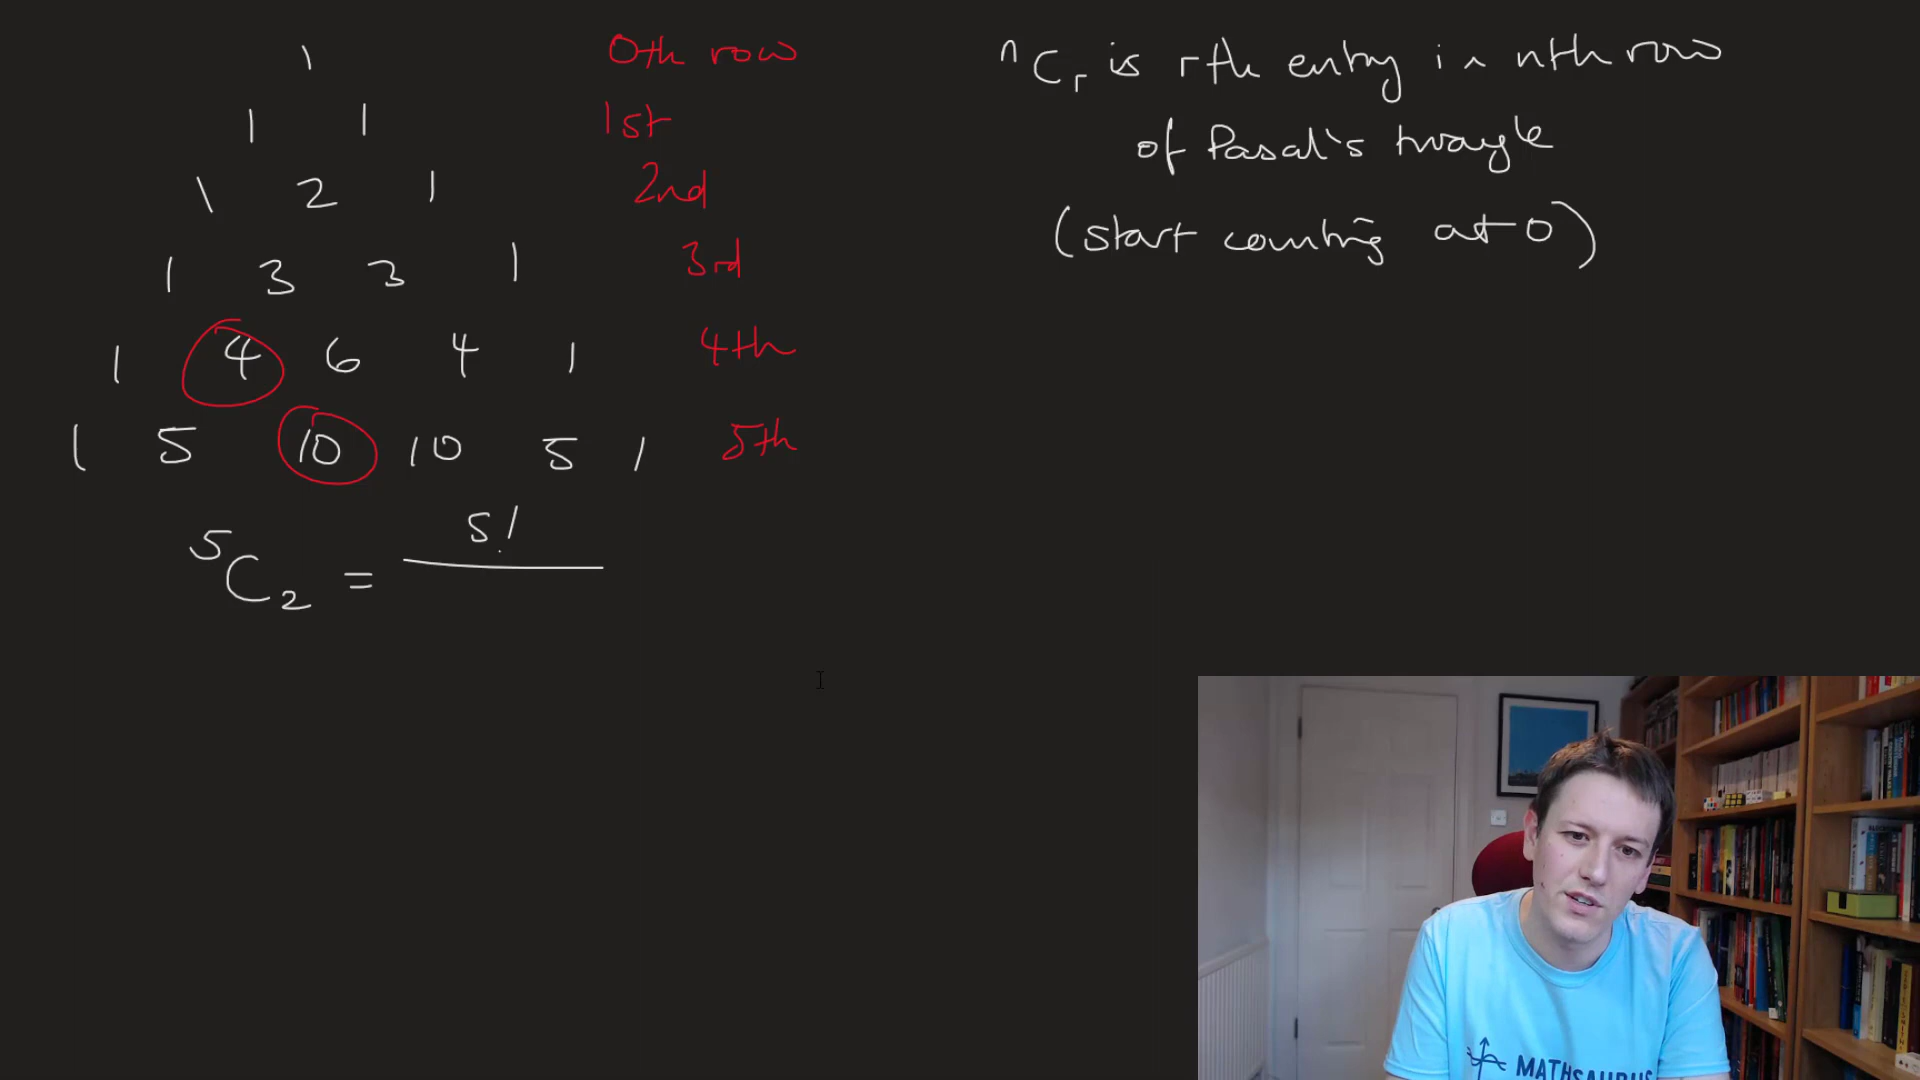 1 0th row
1 1 1st
1 2 1 2nd
1 3 3 1 3rd
1 4 6 4 1 4th
1 5 10 10 5 1 5th
⁵C₂ = 5!
ⁿCᵣ is rth entry in nth row
of Pascal's triangle
(start counting at 0)
MATHSAURUS